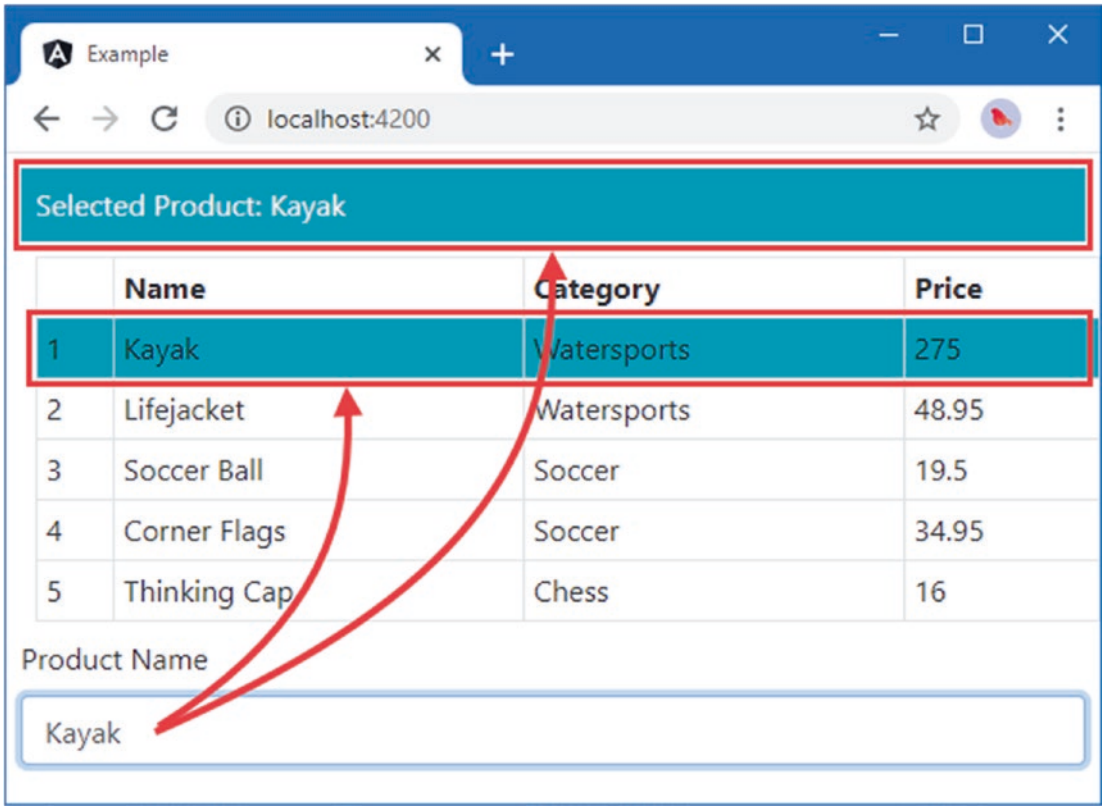 Example
localhost:4200
Selected Product: Kayak
Name Category Price
1 Kayak Watersports 275
2 Lifejacket Watersports 48.95
3 Soccer Ball Soccer 19.5
4 Corner Flags Soccer 34.95
5 Thinking Cap Chess 16
Product Name
Kayak